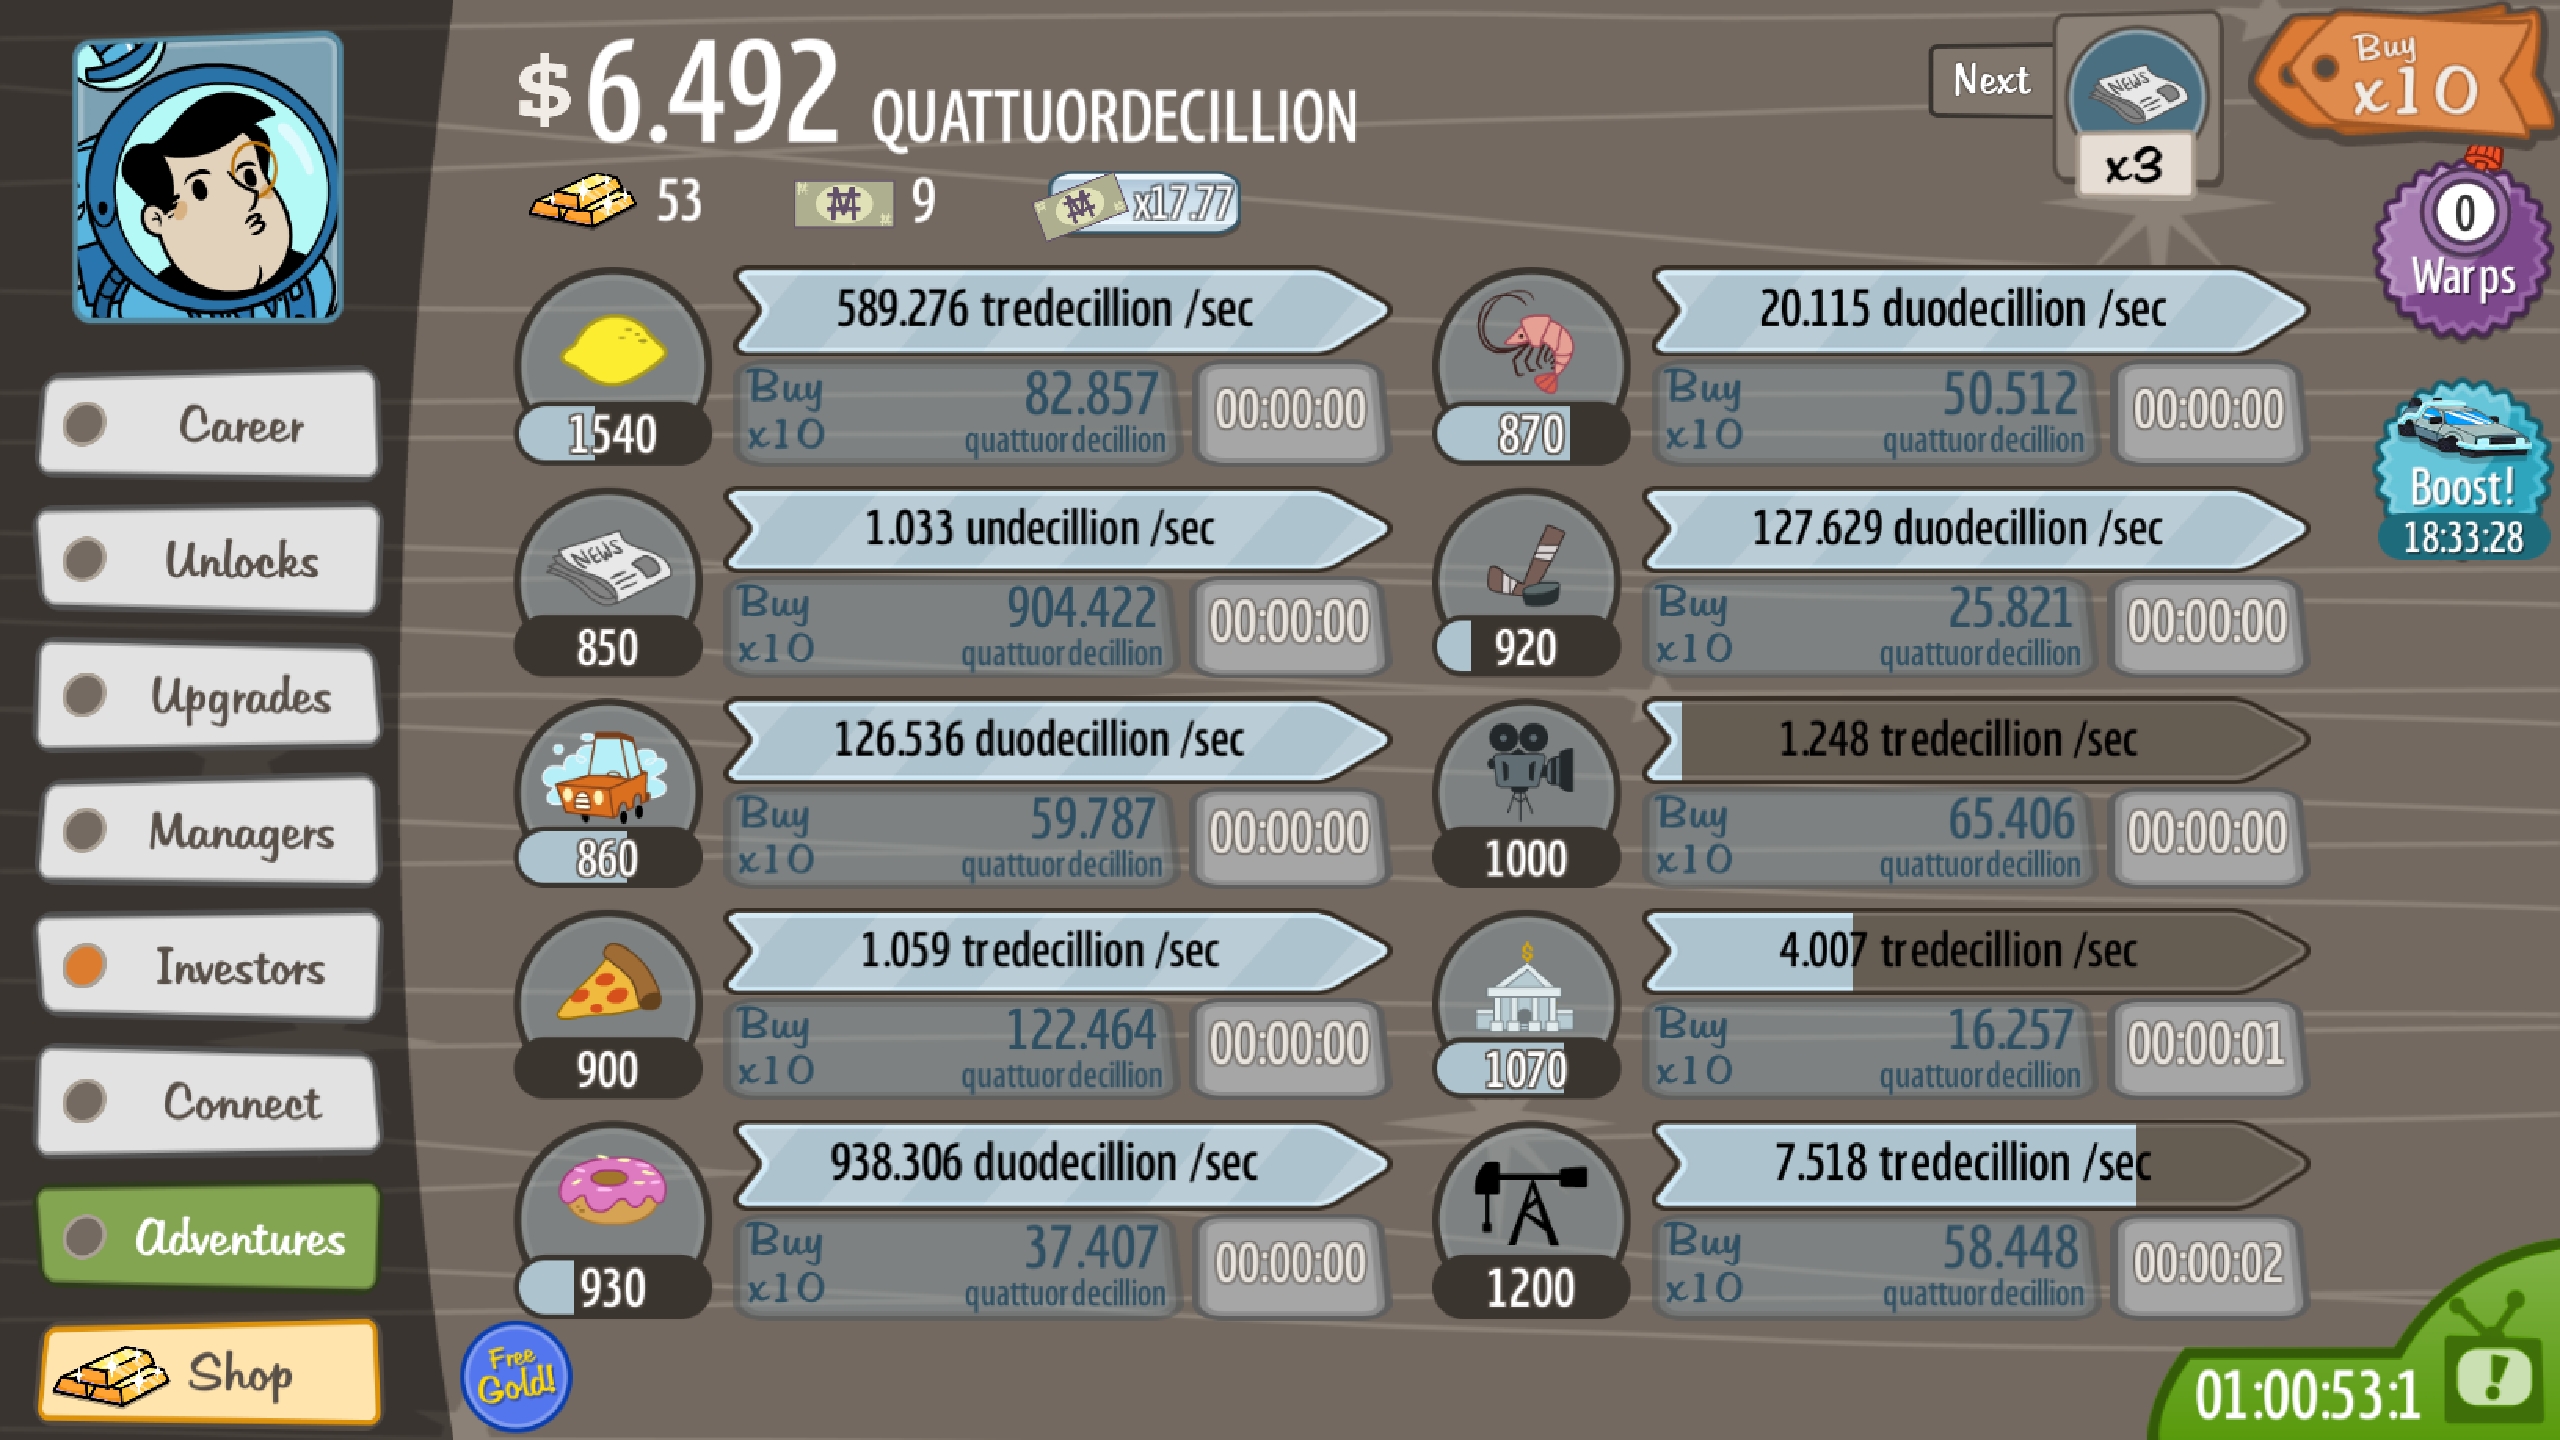 $6.492 QUATTUORDECILLION
Next
x3
Buy x10
53
9
x17.77
0
Warps
Boost!
18:33:28
Career
Unlocks
Upgrades
Managers
Investors
Connect
Adventures
Shop
589.276 tredecillion /sec
1540
Buy x10
82.857 quattuordecillion
00:00:00
20.115 duodecillion /sec
870
Buy x10
50.512 quattuordecillion
00:00:00
NEWS
1.033 undecillion /sec
850
Buy x10
904.422 quattuordecillion
00:00:00
127.629 duodecillion /sec
920
Buy x10
25.821 quattuordecillion
00:00:00
126.536 duodecillion /sec
860
Buy x10
59.787 quattuordecillion
00:00:00
1.248 tredecillion /sec
1000
Buy x10
65.406 quattuordecillion
00:00:00
1.059 tredecillion /sec
900
Buy x10
122.464 quattuordecillion
00:00:00
4.007 tredecillion /sec
1070
Buy x10
16.257 quattuordecillion
00:00:01
938.306 duodecillion /sec
930
Buy x10
37.407 quattuordecillion
00:00:00
7.518 tredecillion /sec
1200
Buy x10
58.448 quattuordecillion
00:00:02
Free Gold!
01:00:53:1